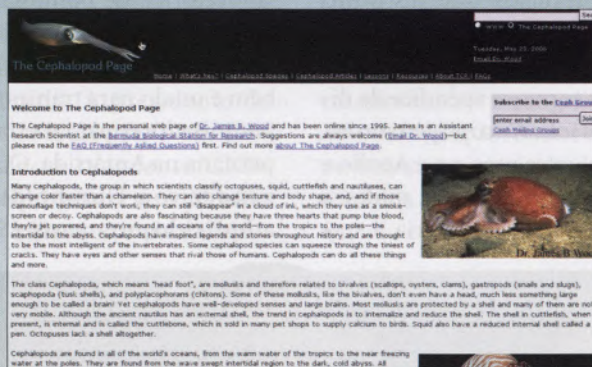 Sea
www The Cephalopod Page
Tuesday, May 23, 2006
Email Dr. Wood
The Cephalopod Page
Home | What's New? | Cephalopod Species | Cephalopod Articles | Lessons | Resources | About TCP | FAQs
Welcome to The Cephalopod Page
The Cephalopod Page is the personal web page of Dr. James B. Wood and has been online since 1995. James is an Assistant
Research Scientist at the Bermuda Biological Station for Research. Suggestions are always welcome (Email Dr. Wood)—but
please read the FAQ (Frequently Asked Questions) first. Find out more about The Cephalopod Page.
Subscribe to the Ceph Grou
enter email address Join
Ceph Mailing Groups
Introduction to Cephalopods
Many cephalopods, the group in which scientists classify octopuses, squid, cuttlefish and nautiluses, can
change color faster than a chameleon. They can also change texture and body shape, and, and if those
camouflage techniques don't work, they can still "disappear" in a cloud of ink, which they use as a smoke-
screen or decoy. Cephalopods are also fascinating because they have three hearts that pump blue blood,
they're jet powered, and they're found in all oceans of the world—from the tropics to the poles—the
intertidal to the abyss. Cephalopods have inspired legends and stories throughout history and are thought
to be the most intelligent of the invertebrates. Some cephalopod species can squeeze through the tiniest of
cracks. They have eyes and other senses that rival those of humans. Cephalopods can do all these things
and more.
Dr. James B Woo
The class Cephalopoda, which means "head foot", are mollusks and therefore related to bivalves (scallops, oysters, clams), gastropods (snails and slugs),
scaphopoda (tusk shells), and polyplacophorans (chitons). Some of these mollusks, like the bivalves, don't even have a head, much less something large
enough to be called a brain! Yet cephalopods have well-developed senses and large brains. Most mollusks are protected by a shell and many of them are not
very mobile. Although the ancient nautilus has an external shell, the trend in cephalopods is to internalize and reduce the shell. The shell in cuttlefish, when
present, is internal and is called the cuttlebone, which is sold in many pet shops to supply calcium to birds. Squid also have a reduced internal shell called a
pen. Octopuses lack a shell altogether.
Cephalopods are found in all of the world's oceans, from the warm water of the tropics to the near freezing
water at the poles. They are found from the wave swept intertidal region to the dark, cold abyss. All